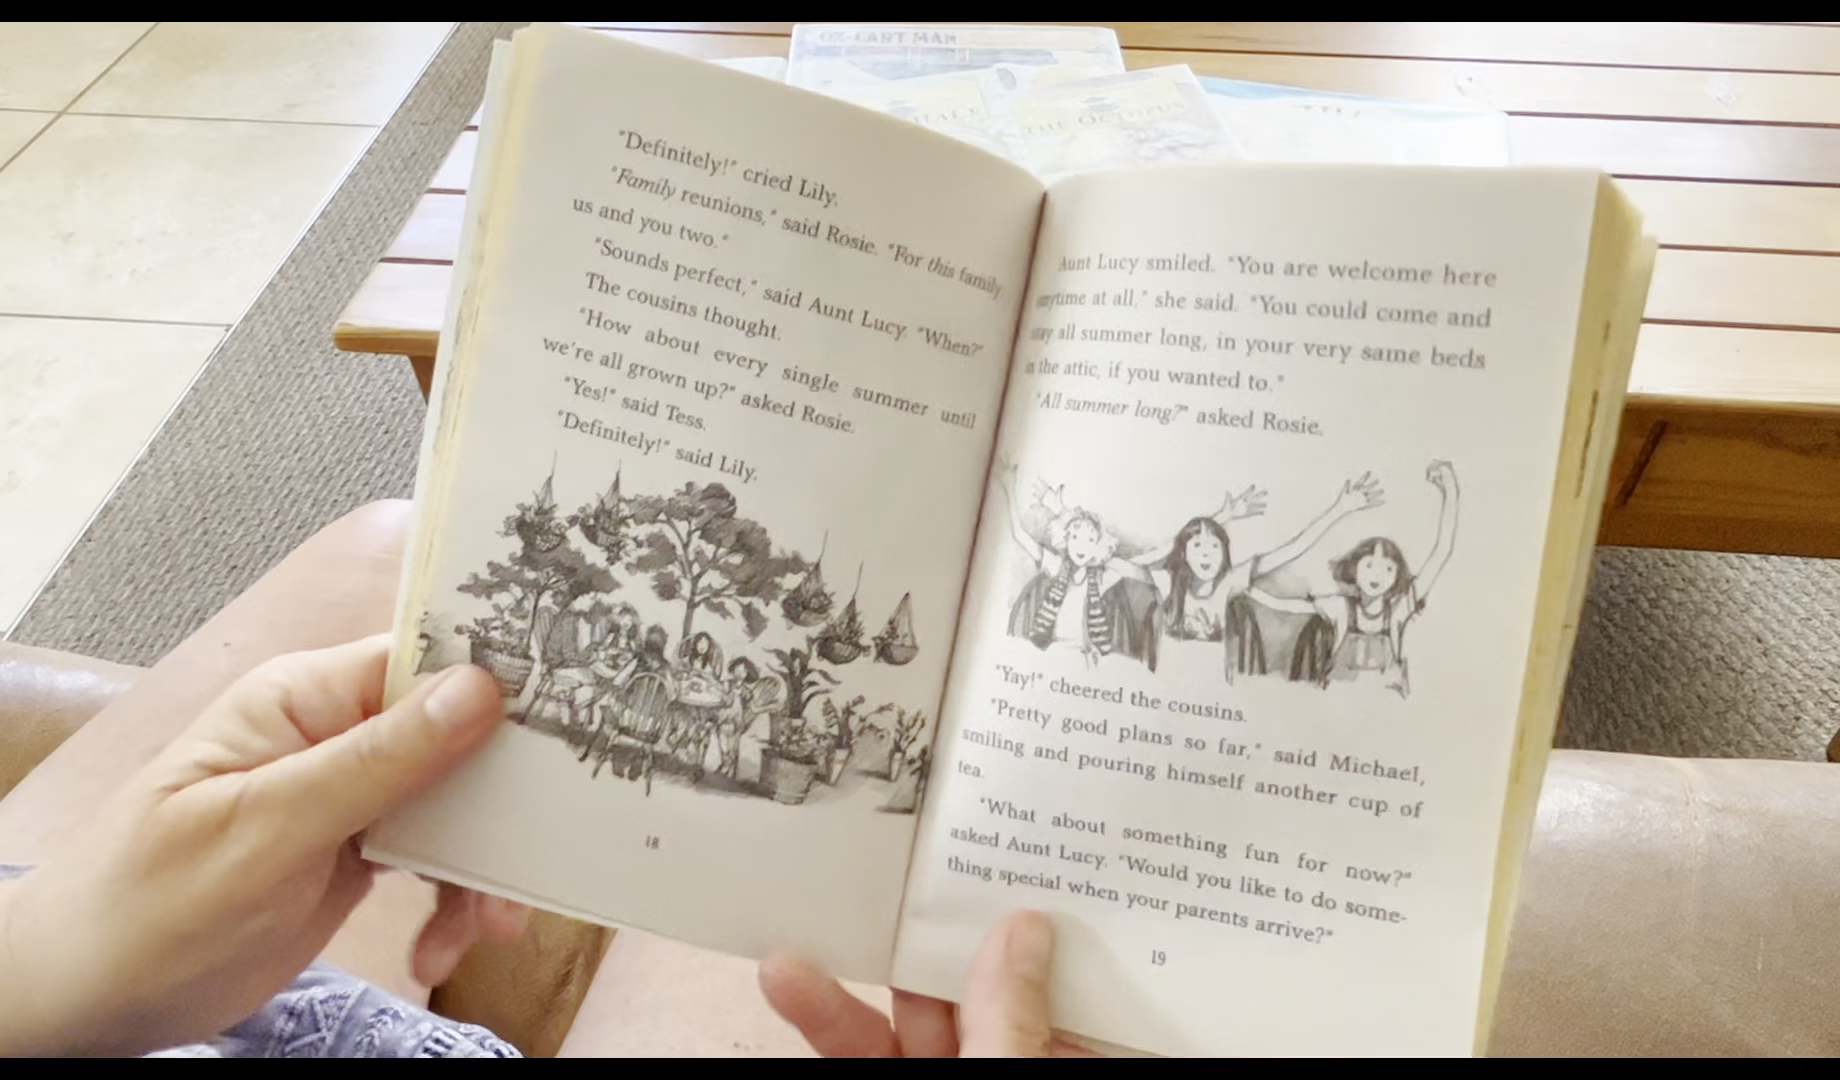 OX-CART MAN
THE OCTOPUS
"Definitely!" cried Lily.
"Family reunions," said Rosie. "For this family
us and you two."
"Sounds perfect," said Aunt Lucy. "When?"
The cousins thought.
"How about every single summer until
we're all grown up?" asked Rosie.
"Yes!" said Tess.
"Definitely!" said Lily.
18
Aunt Lucy smiled. "You are welcome here
anytime at all," she said. "You could come and
stay all summer long, in your very same beds
in the attic, if you wanted to."
"All summer long?" asked Rosie.
"Yay!" cheered the cousins.
"Pretty good plans so far," said Michael,
smiling and pouring himself another cup of
tea.
"What about something fun for now?"
asked Aunt Lucy. "Would you like to do some-
thing special when your parents arrive?"
19